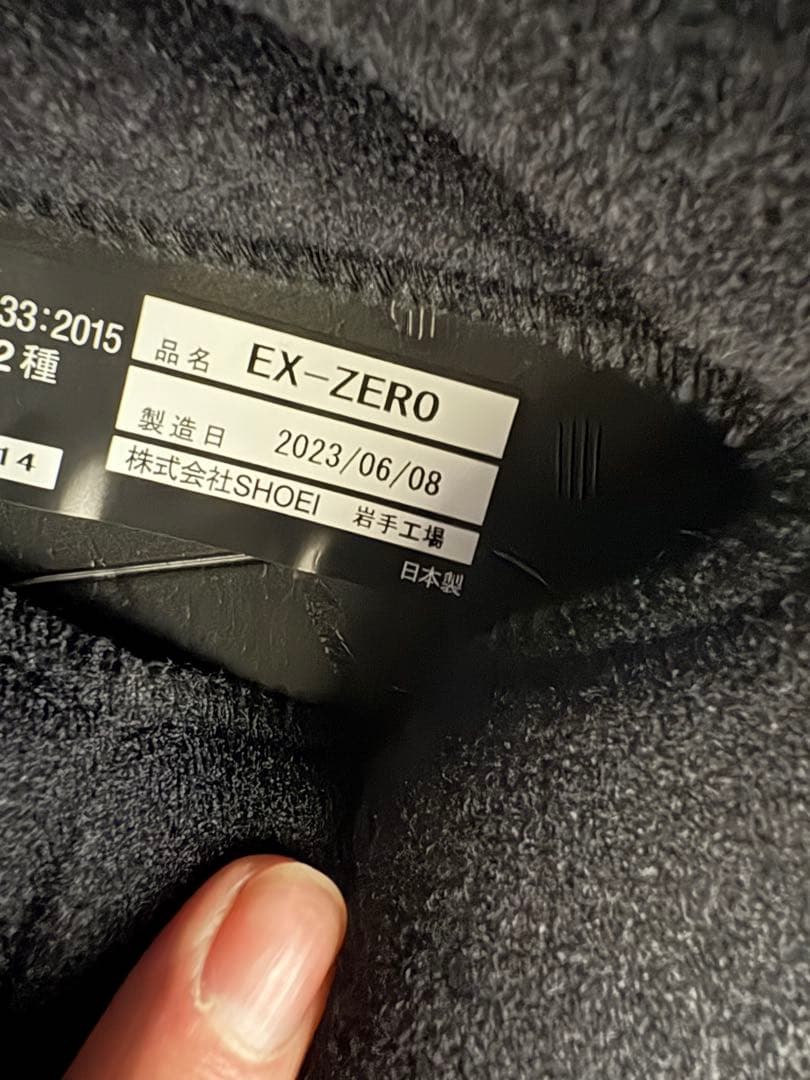 33:2015
2種
14
品名 EX-ZERO
製造日 2023/06/08
株式会社SHOEI 岩手工場
日本製